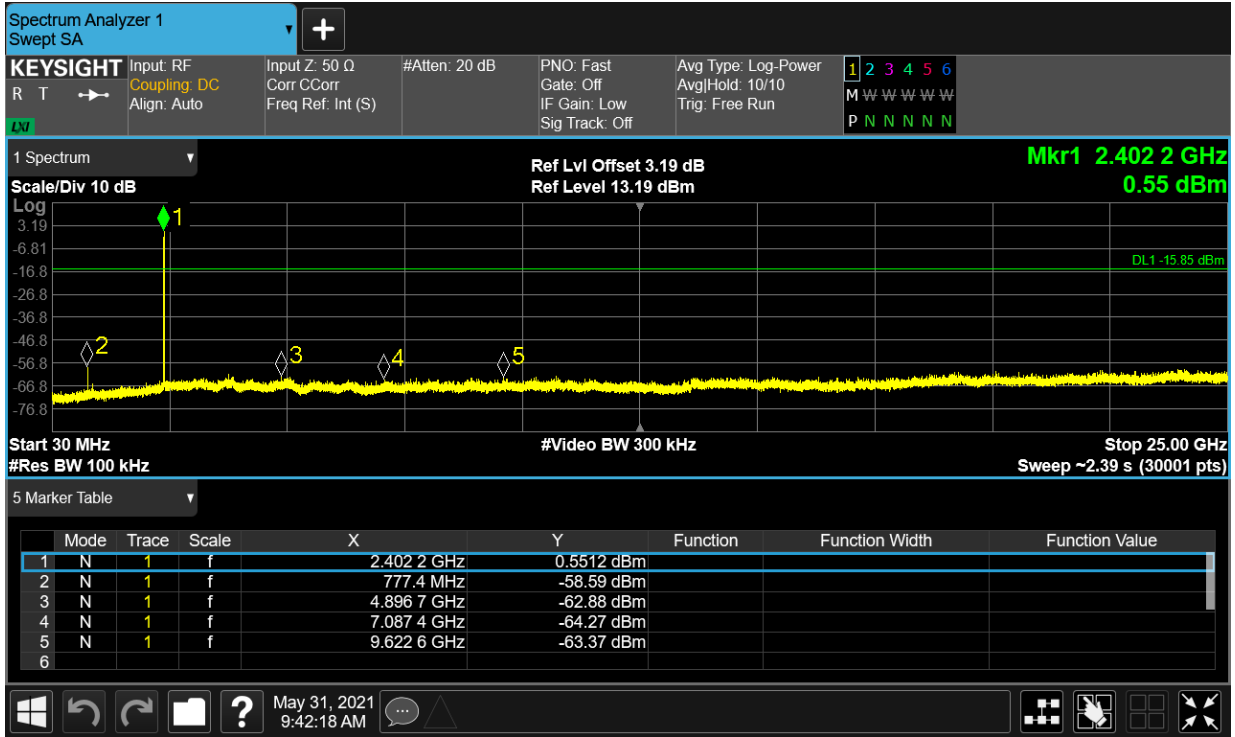 Spectrum Analyzer 1
Swept SA
KEYSIGHT
R T
LXI
Input: RF
Coupling: DC
Align: Auto
Input Z: 50 Ω
Corr CCorr
Freq Ref: Int (S)
#Atten: 20 dB
PNO: Fast
Gate: Off
IF Gain: Low
Sig Track: Off
Avg Type: Log-Power
Avg|Hold: 10/10
Trig: Free Run
1 2 3 4 5 6
M W W W W W
P N N N N N
1 Spectrum
Scale/Div 10 dB
Ref Lvl Offset 3.19 dB
Ref Level 13.19 dBm
Mkr1 2.402 2 GHz
0.55 dBm
Log
3.19
-6.81
-16.8
-26.8
-36.8
-46.8
-56.8
-66.8
-76.8
1
2
3
4
5
DL1 -15.85 dBm
Start 30 MHz
#Video BW 300 kHz
Stop 25.00 GHz
#Res BW 100 kHz
Sweep ~2.39 s (30001 pts)
5 Marker Table
Mode Trace Scale X Y Function Function Width Function Value
1 N 1 f 2.402 2 GHz 0.5512 dBm
2 N 1 f 777.4 MHz -58.59 dBm
3 N 1 f 4.896 7 GHz -62.88 dBm
4 N 1 f 7.087 4 GHz -64.27 dBm
5 N 1 f 9.622 6 GHz -63.37 dBm
6
?
May 31, 2021
9:42:18 AM